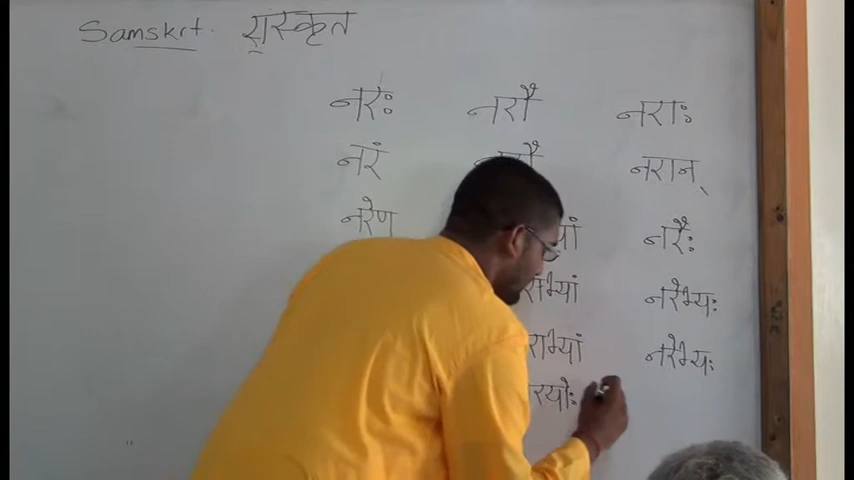 Samskrt. संस्कृत
नरः नरौ नराः
नरं नरान्
नरेण नरैः
नरेभ्यः
नरेभ्यः